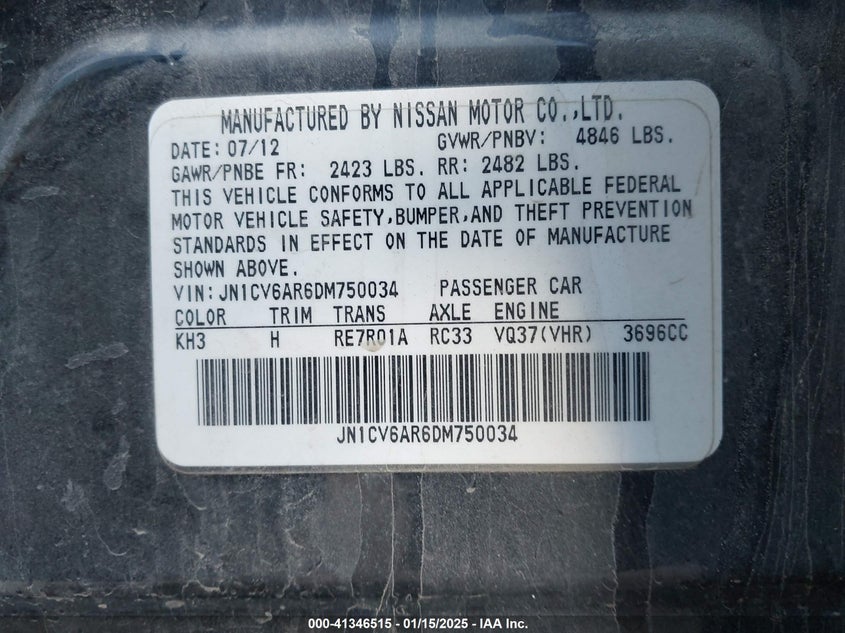 MANUFACTURED BY NISSAN MOTOR CO.,LTD.
DATE: 07/12 GVWR/PNBV: 4846 LBS.
GAWR/PNBE FR: 2423 LBS. RR: 2482 LBS.
THIS VEHICLE CONFORMS TO ALL APPLICABLE FEDERAL
MOTOR VEHICLE SAFETY,BUMPER,AND THEFT PREVENTION
STANDARDS IN EFFECT ON THE DATE OF MANUFACTURE
SHOWN ABOVE.
VIN: JN1CV6AR6DM750034 PASSENGER CAR
COLOR TRIM TRANS AXLE ENGINE
KH3 H RE7R01A RC33 VQ37(VHR) 3696CC
JN1CV6AR6DM750034
000-41346515 - 01/15/2025 - IAA Inc.